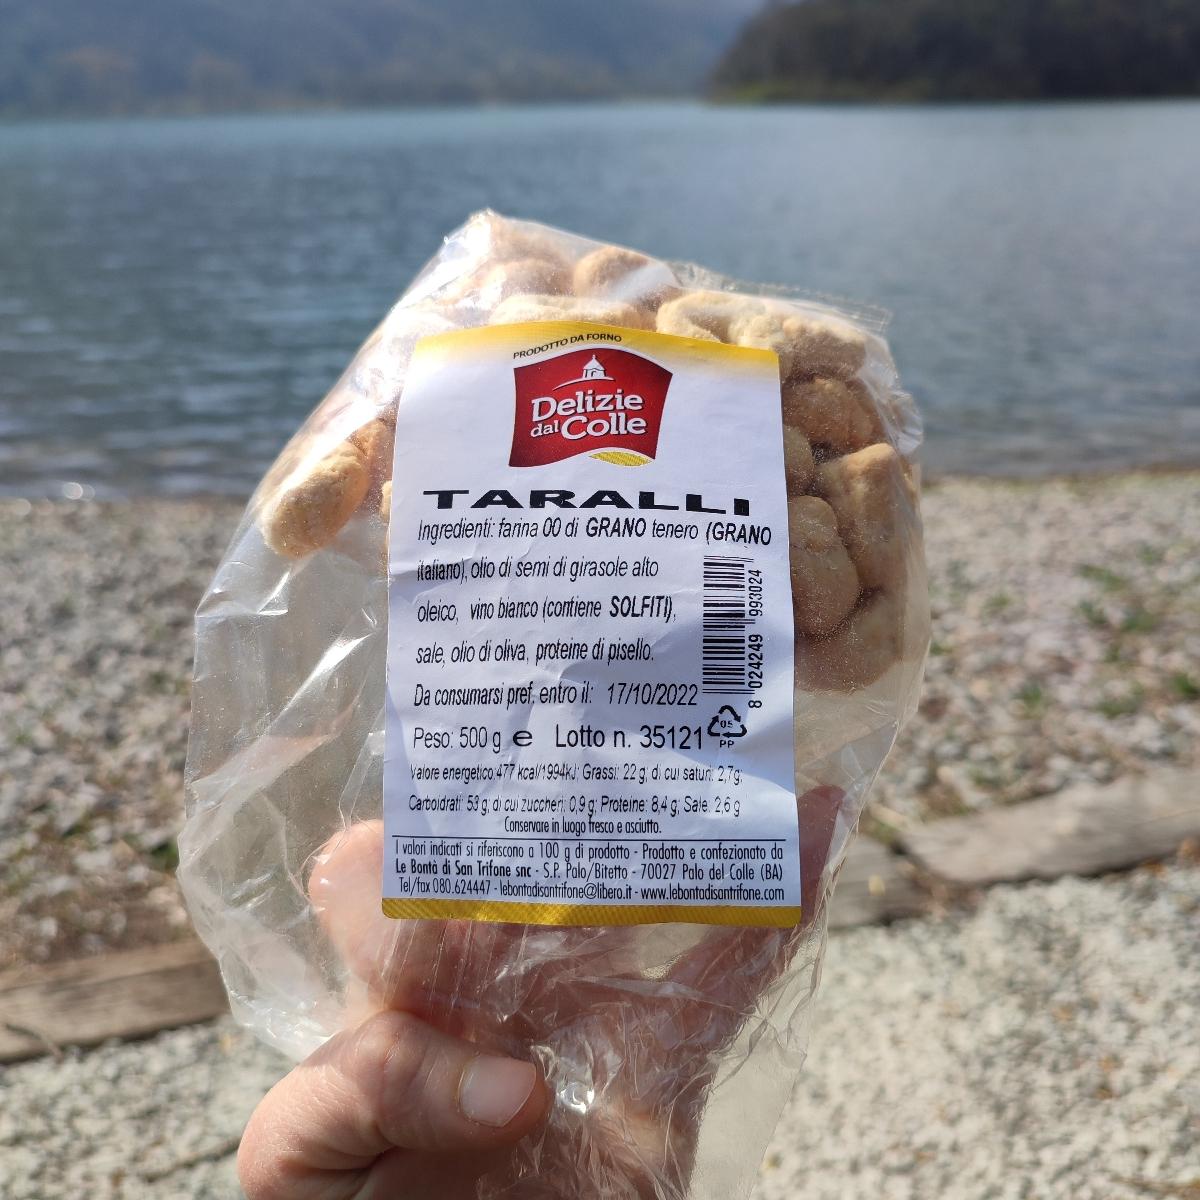 PRODOTTO DA FORNO
Delizie
dal Colle
TARALLI
Ingredienti: farina 00 di GRANO tenero (GRANO
italiano), olio di semi di girasole alto
oleico, vino bianco (contiene SOLFITI),
sale, olio di oliva, proteine di pisello.
Da consumarsi pref. entro il: 17/10/2022
8 024249 993024
05
PP
Peso: 500 g e Lotto n. 35121
Valore energetico:477 kcal/1994kJ; Grassi: 22 g; di cui saturi: 2,7g;
Carboidrati: 53 g; di cui zuccheri: 0,9 g; Proteine: 8,4 g; Sale. 2,6 g
Conservare in luogo fresco e asciutto.
I valori indicati si riferiscono a 100 g di prodotto - Prodotto e confezionato da
Le Bontà di San Trifone snc - S.P. Palo/Bitetto - 70027 Palo del Colle (BA)
Tel/fax 080.624447 - lebontadisantrifone@libero.it - www.lebontadisantrifone.com